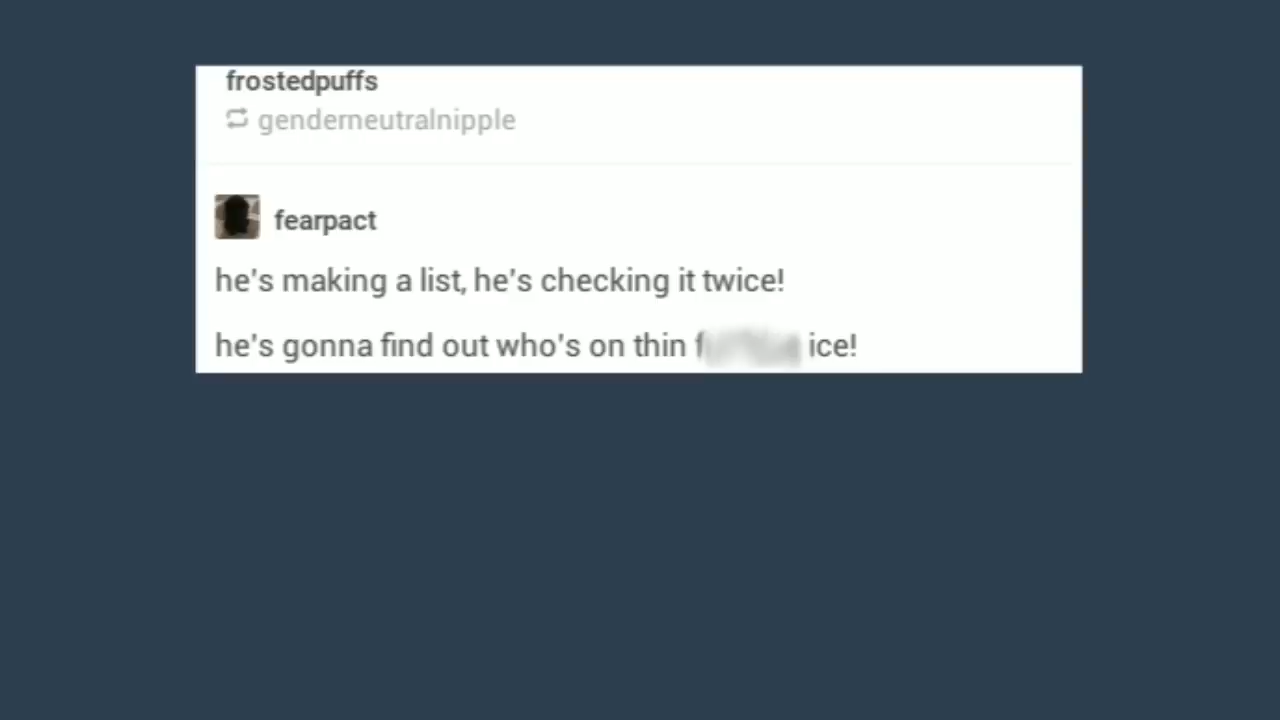 frostedpuffs
genderneutralnipple
fearpact
he's making a list, he's checking it twice!
he's gonna find out who's on thin ice!